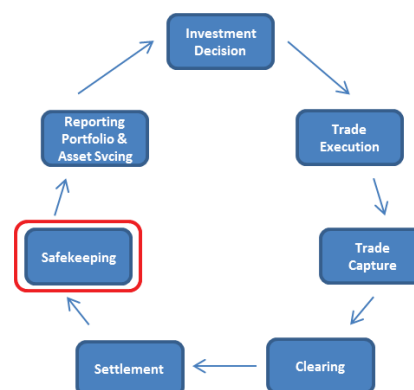 Investment
Decision
Trade
Execution
Trade
Capture
Clearing
Settlement
Safekeeping
Reporting
Portfolio &
Asset Svcing